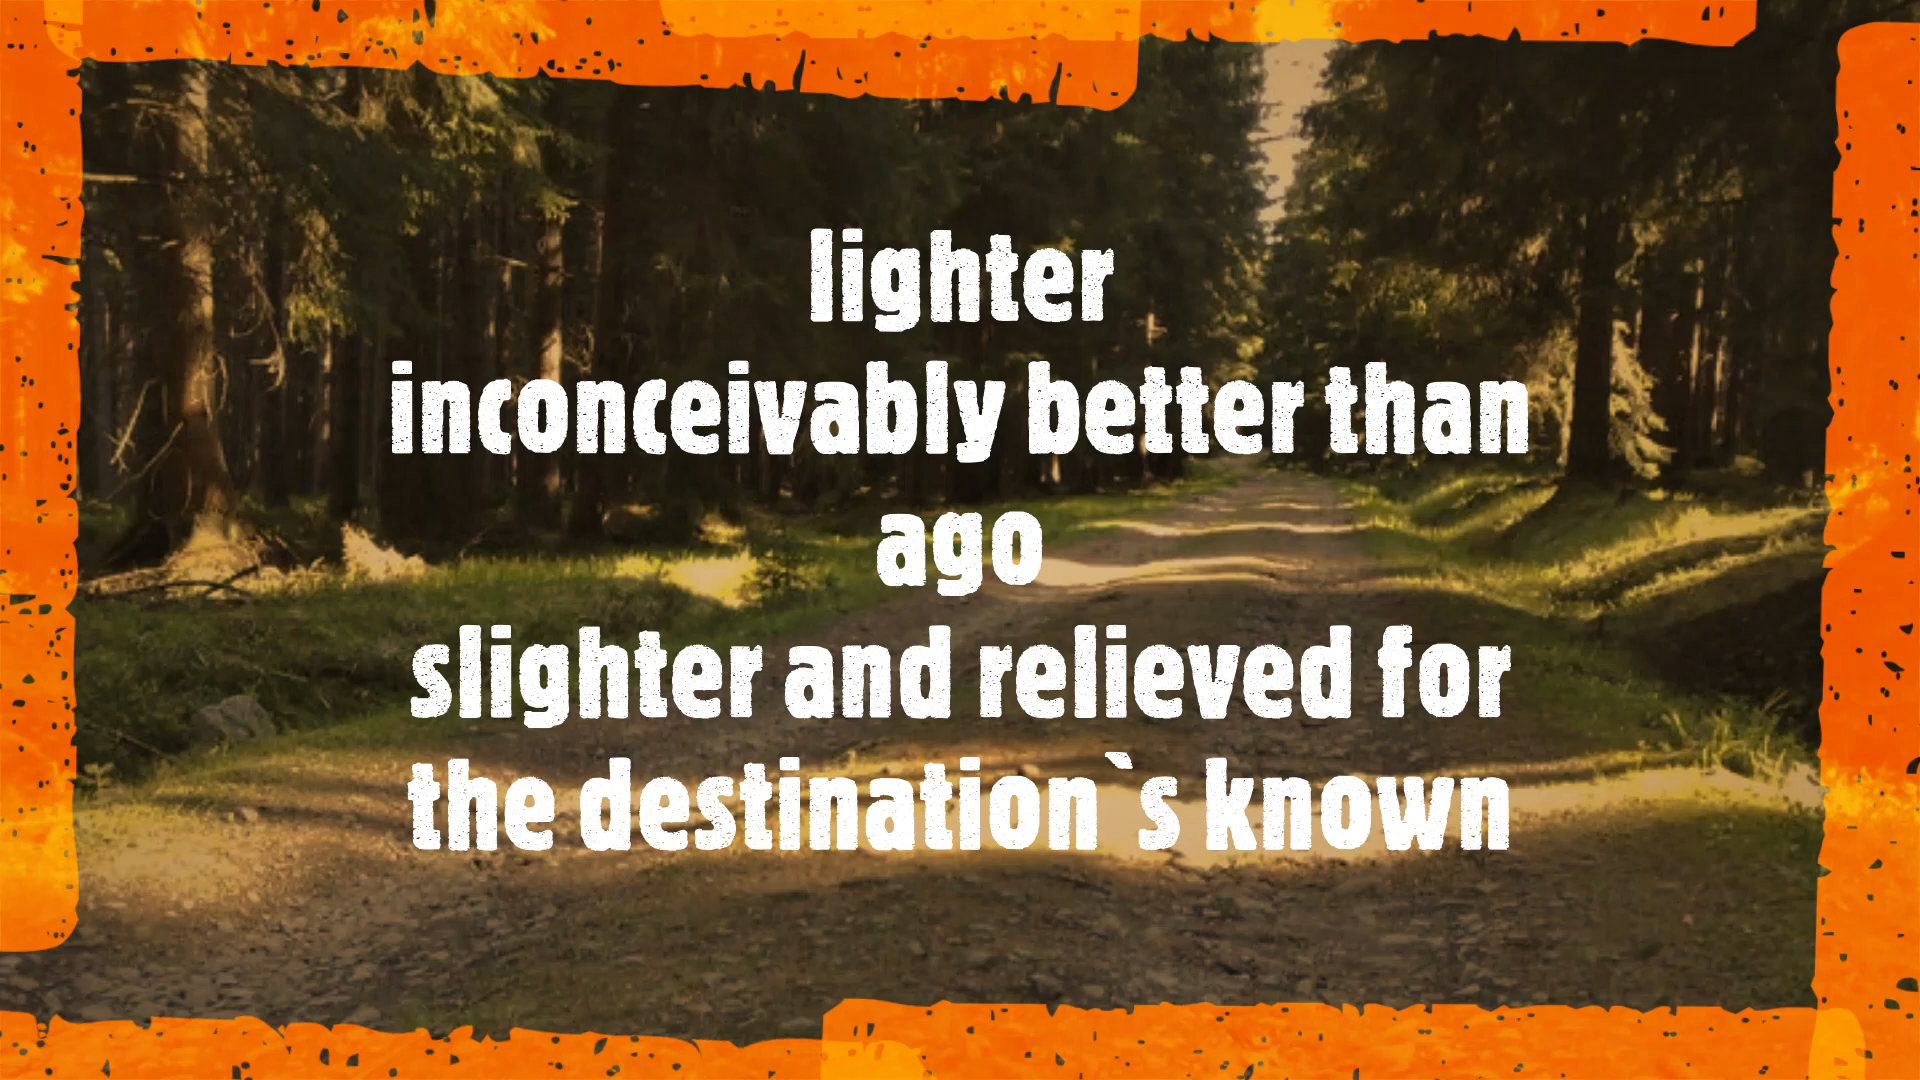 lighter
inconceivably better than
ago
slighter and relieved for
the destination`s known